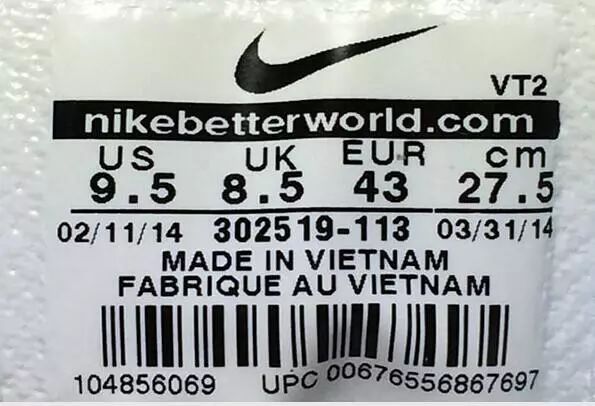 VT2
nikebetterworld.com
US UK EUR cm
9.5 8.5 43 27.5
02/11/14 302519-113 03/31/14
MADE IN VIETNAM
FABRIQUE AU VIETNAM
104856069 UPC 00676556867697